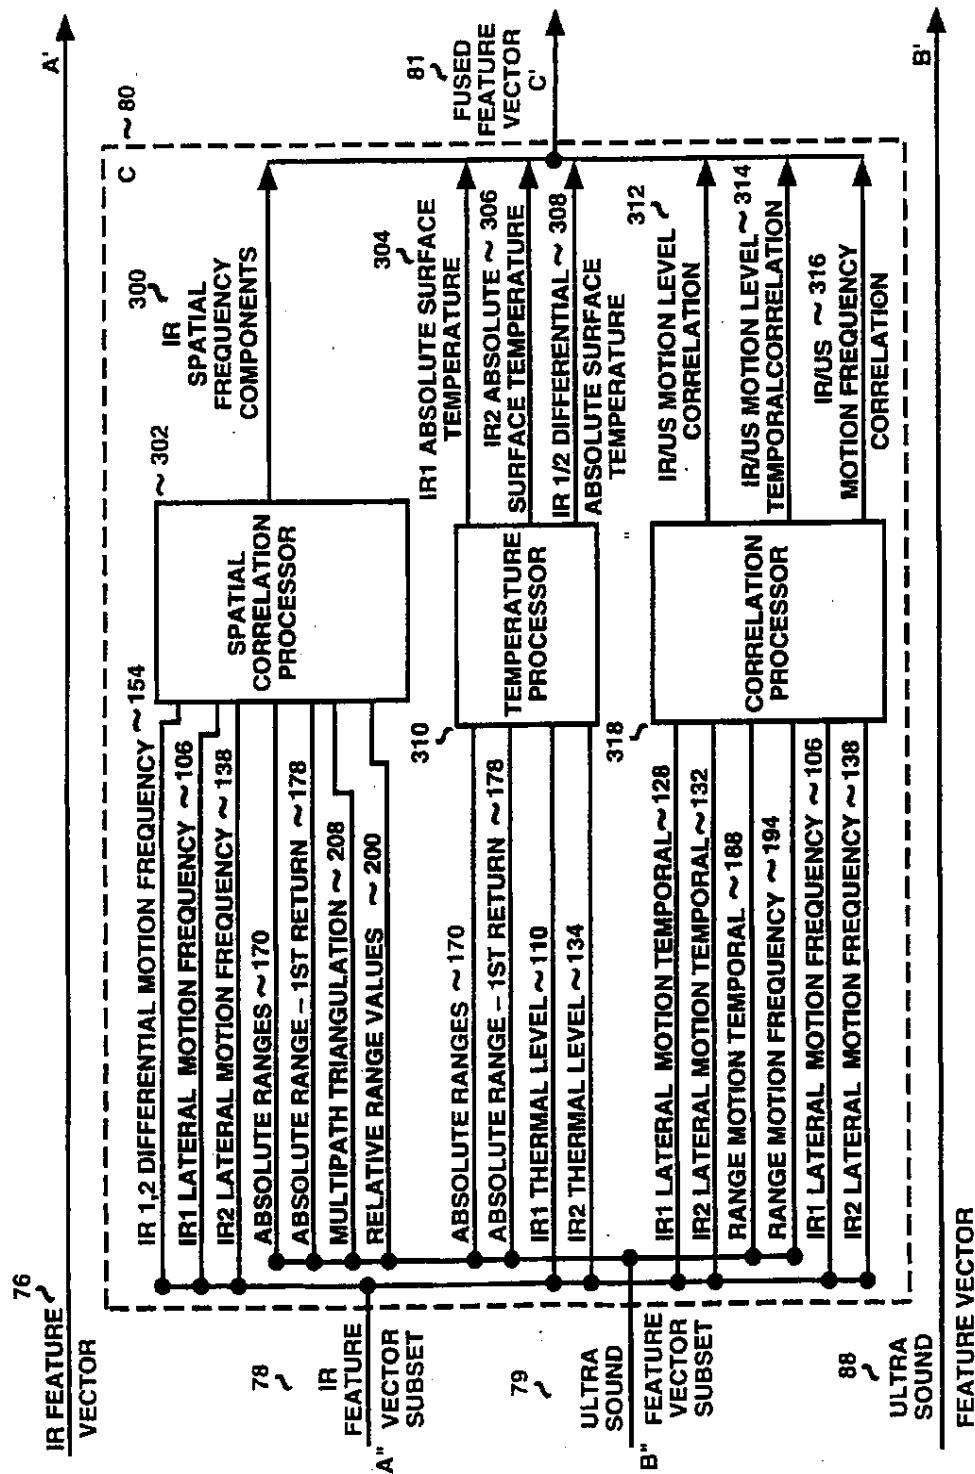 IR FEATURE 76
VECTOR
A'
C
~ 80
IR 1,2 DIFFERENTIAL MOTION FREQUENCY ~154
IR1 LATERAL MOTION FREQUENCY ~106
IR2 LATERAL MOTION FREQUENCY ~138
ABSOLUTE RANGES ~170
ABSOLUTE RANGE – 1ST RETURN ~178
MULTIPATH TRIANGULATION ~208
RELATIVE RANGE VALUES ~200
~ 302
SPATIAL
CORRELATION
PROCESSOR
300
IR
SPATIAL
FREQUENCY
COMPONENTS
78
IR
FEATURE
VECTOR
SUBSET
A"
ABSOLUTE RANGES ~170
ABSOLUTE RANGE – 1ST RETURN ~178
IR1 THERMAL LEVEL ~110
IR2 THERMAL LEVEL ~134
310
TEMPERATURE
PROCESSOR
304
IR1 ABSOLUTE SURFACE
TEMPERATURE
IR2 ABSOLUTE ~ 306
SURFACE TEMPERATURE
IR 1/2 DIFFERENTIAL ~ 308
ABSOLUTE SURFACE
TEMPERATURE
81
FUSED
FEATURE
VECTOR
C'
79
ULTRA
SOUND
FEATURE
VECTOR
SUBSET
B"
IR1 LATERAL MOTION TEMPORAL~128
IR2 LATERAL MOTION TEMPORAL~132
RANGE MOTION TEMPORAL ~188
RANGE MOTION FREQUENCY ~194
IR1 LATERAL MOTION FREQUENCY ~106
IR2 LATERAL MOTION FREQUENCY ~138
318
CORRELATION
PROCESSOR
312
IR/US MOTION LEVEL
CORRELATION
IR/US MOTION LEVEL ~ 314
TEMPORALCORRELATION
IR/US ~316
MOTION FREQUENCY
CORRELATION
88
ULTRA
SOUND
FEATURE VECTOR
B'